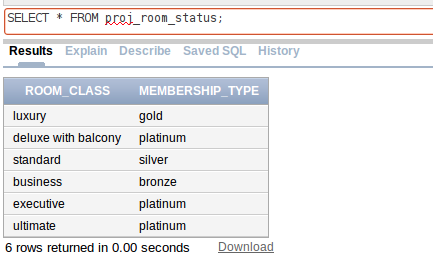 SELECT * FROM proj_room_status;
Results Explain Describe Saved SQL History
ROOM_CLASS MEMBERSHIP_TYPE
luxury gold
deluxe with balcony platinum
standard silver
business bronze
executive platinum
ultimate platinum
6 rows returned in 0.00 seconds Download